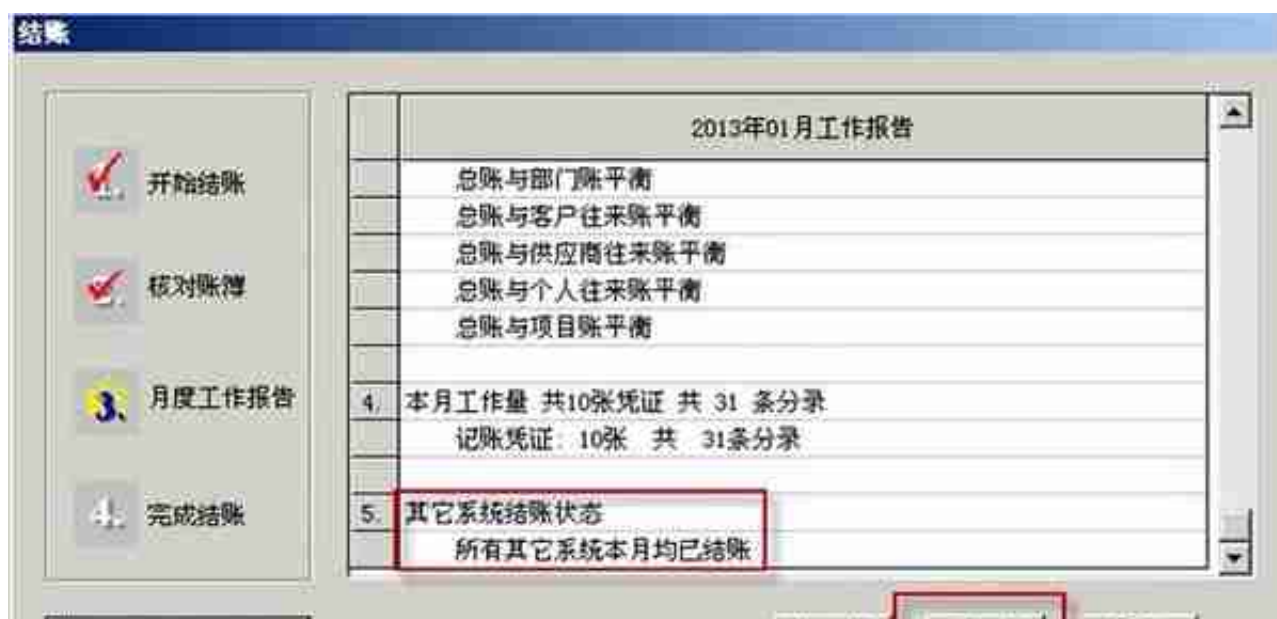 结账
2013年01月工作报告
开始结账
核对账簿
3. 月度工作报告
4. 完成结账
总账与部门账平衡
总账与客户往来账平衡
总账与供应商往来账平衡
总账与个人往来账平衡
总账与项目账平衡
4. 本月工作量 共10张凭证 共 31 条分录
记账凭证: 10张 共 31条分录
5. 其它系统结账状态
所有其它系统本月均已结账